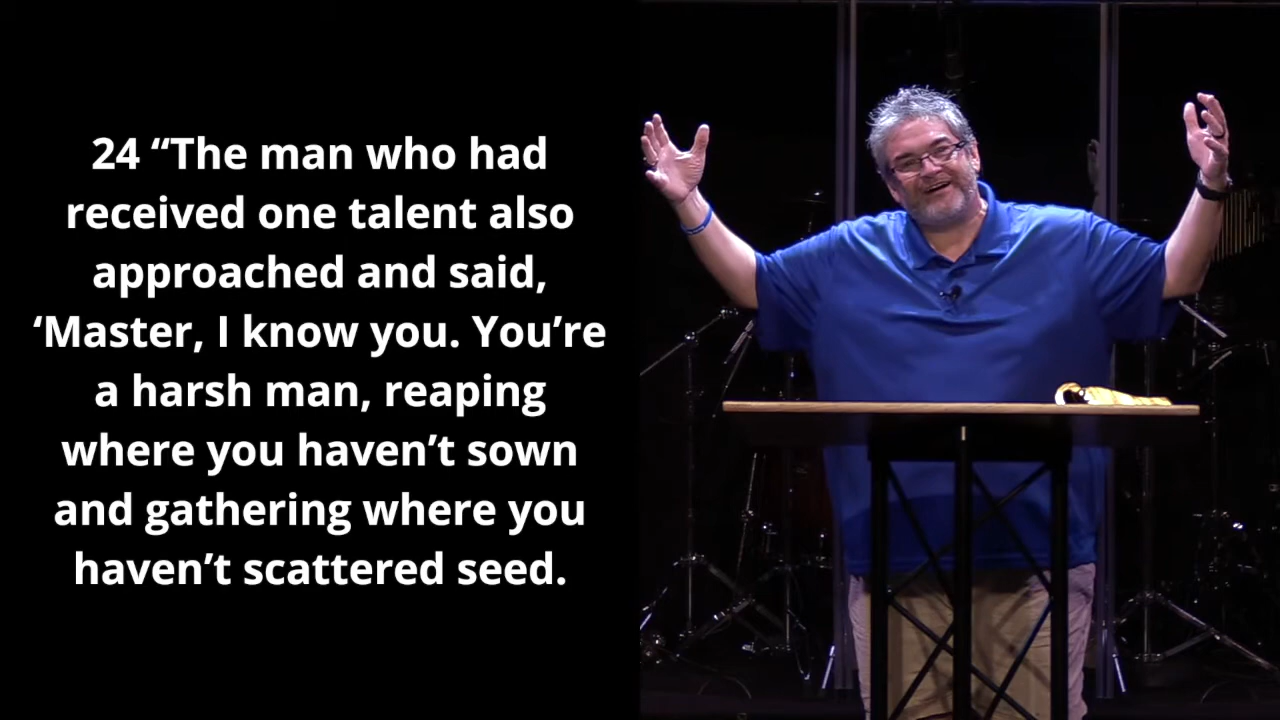 24 “The man who had
received one talent also
approached and said,
‘Master, I know you. You’re
a harsh man, reaping
where you haven’t sown
and gathering where you
haven’t scattered seed.